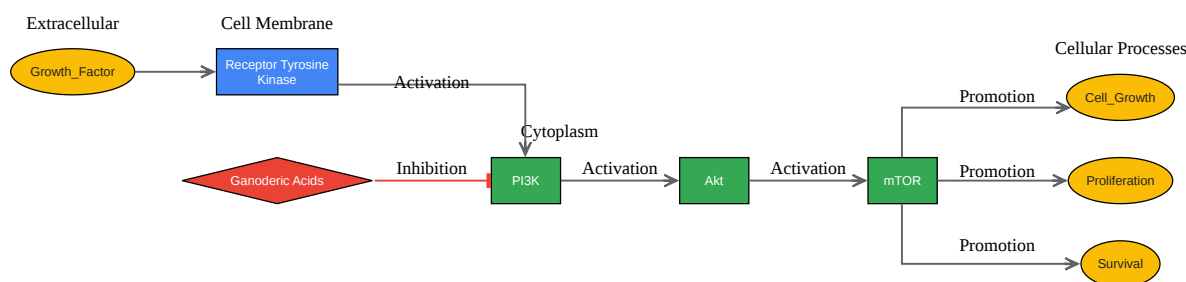 Extracellular
Cell Membrane
Cellular Processes
Growth_Factor
Receptor Tyrosine
Kinase
Activation
Promotion
Cell_Growth
Cytoplasm
Ganoderic Acids
Inhibition
PI3K
Activation
Akt
Activation
mTOR
Promotion
Proliferation
Promotion
Survival